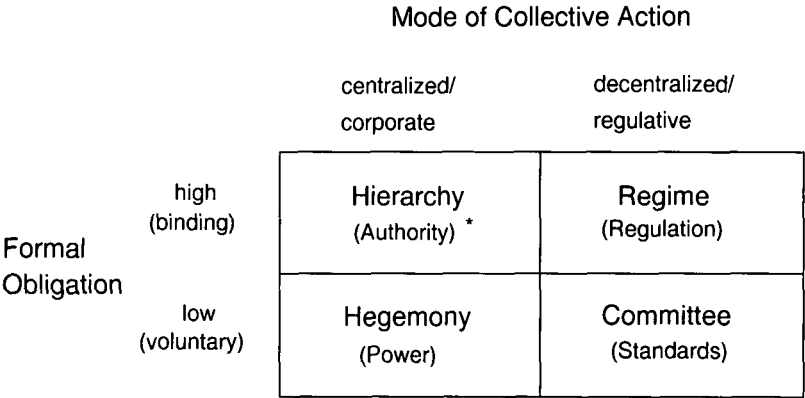 Mode of Collective Action
centralized/ decentralized/
corporate regulative
high Hierarchy Regime
(binding) (Authority) * (Regulation)
Formal
Obligation
low Hegemony Committee
(voluntary) (Power) (Standards)